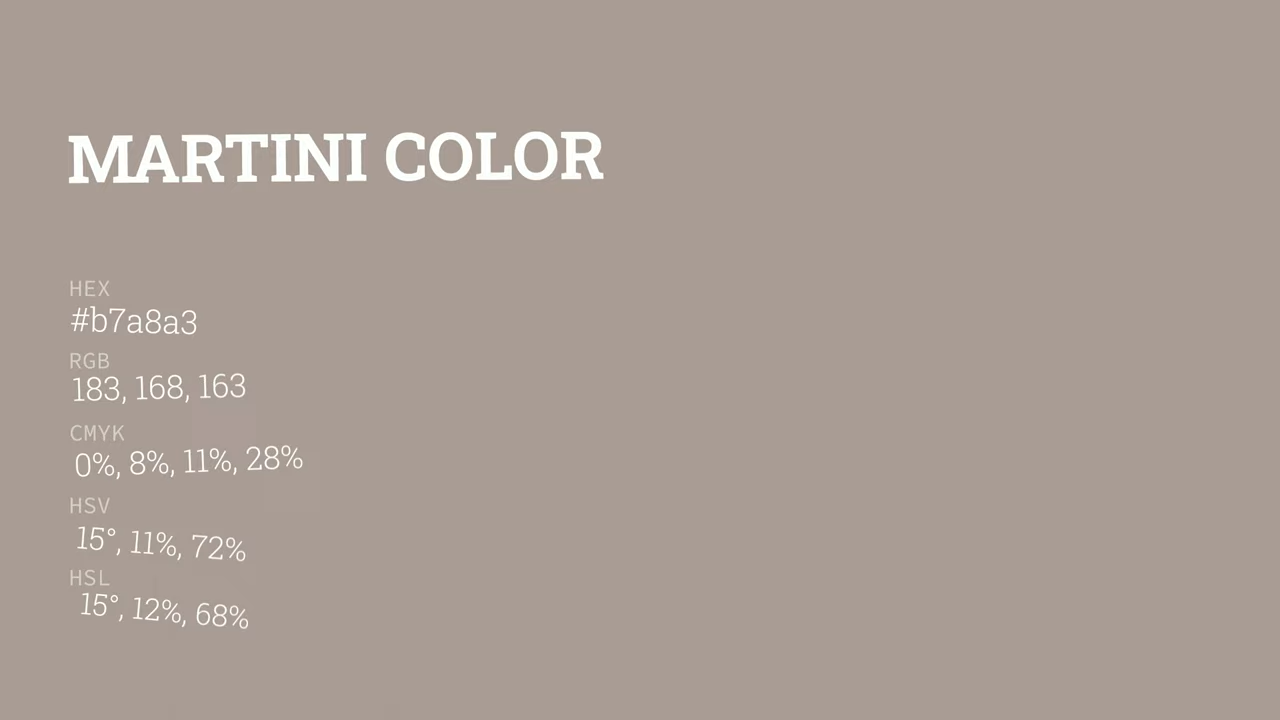 MARTINI COLOR
HEX
#b7a8a3
RGB
183, 168, 163
CMYK
0%, 8%, 11%, 28%
HSV
15°, 11%, 72%
HSL
15°, 12%, 68%